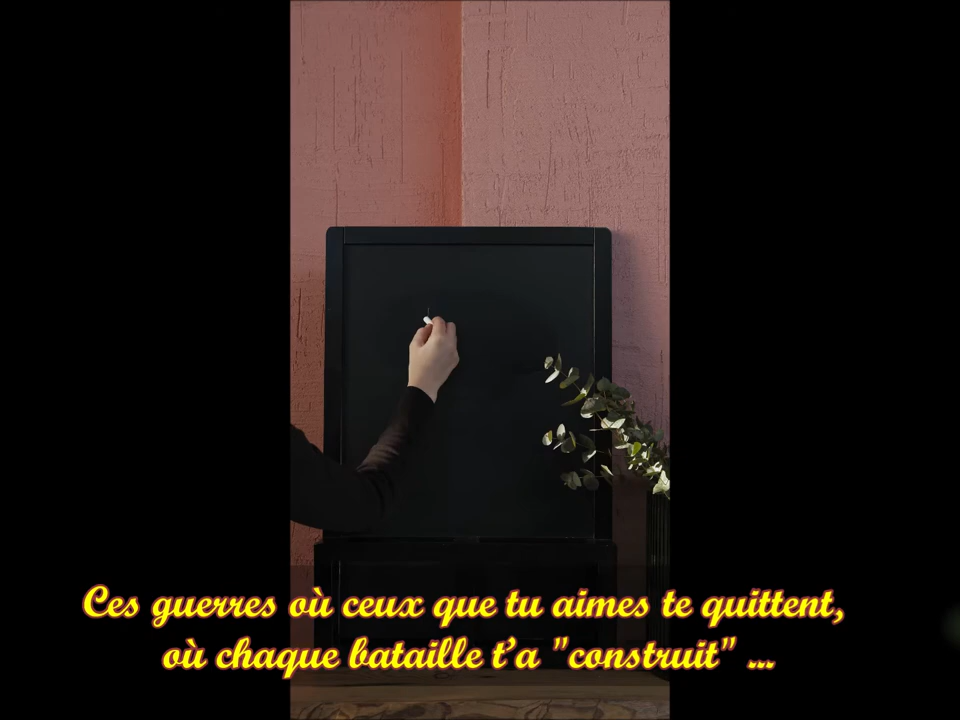 Ces guerres où ceux que tu aimes te quittent,
où chaque bataille t’a "construit" ...